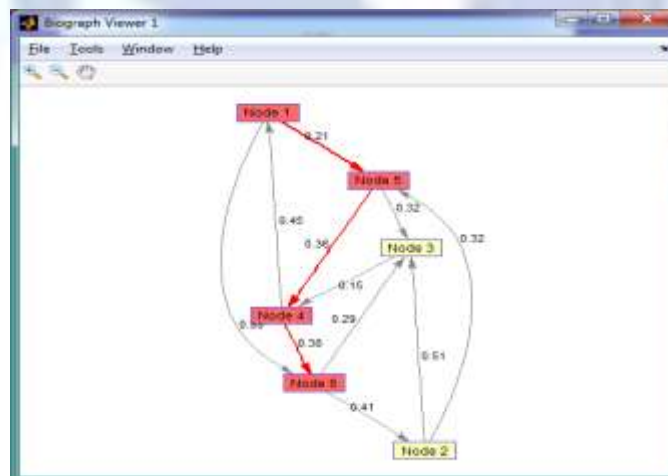 Biograph Viewer 1
File Tools Window Help
Node 1
0.21
Node 5
0.32
0.45
0.36
Node 3
0.32
0.15
Node 4
0.29
0.38
0.51
Node 6
0.41
Node 2